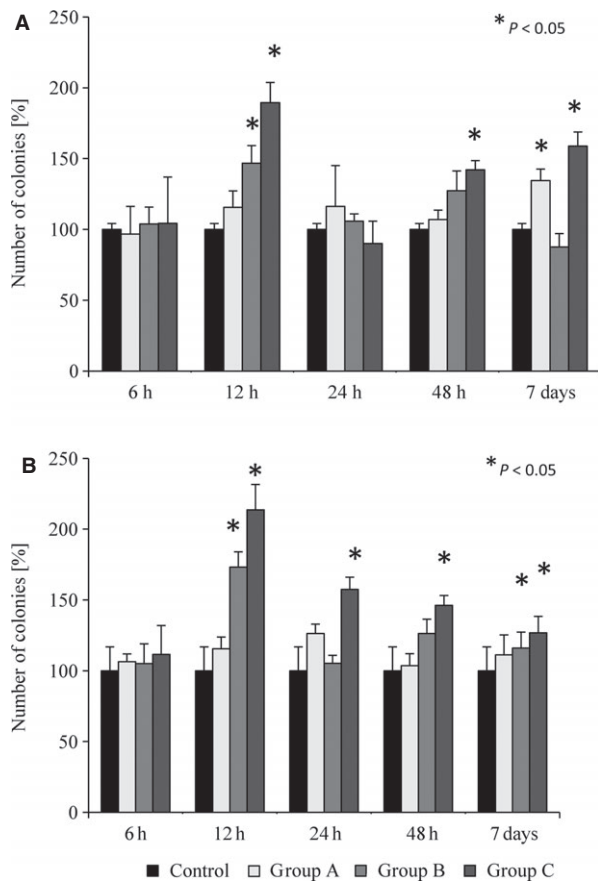 A
250
* P < 0.05
*
*
*
*
*
200
150
100
50
0
Number of colonies [%]
6 h
12 h
24 h
48 h
7 days
B
250
* P < 0.05
*
*
*
*
*
*
200
150
100
50
0
Number of colonies [%]
6 h
12 h
24 h
48 h
7 days
Control
Group A
Group B
Group C